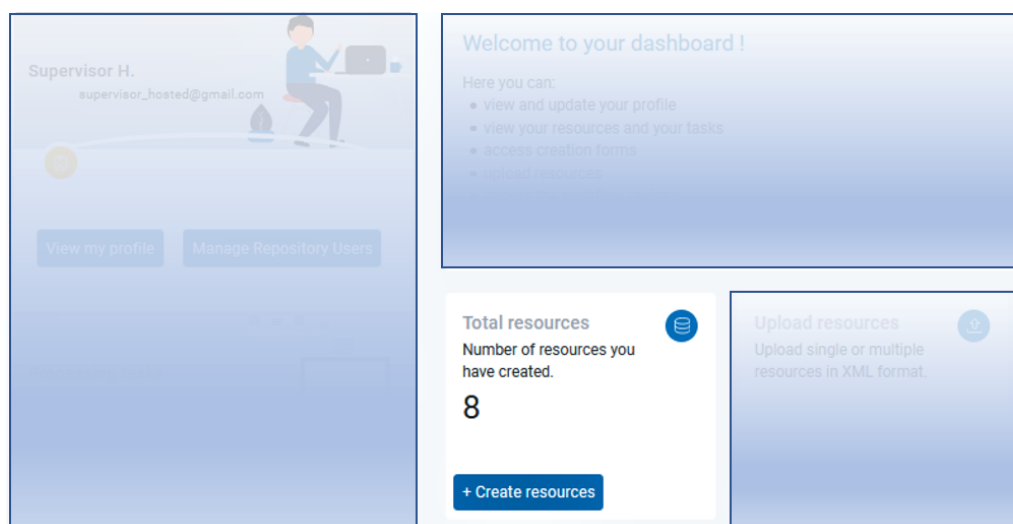 Supervisor H.
supervisor_hosted@gmail.com
View my profile
Manage Repository Users
Welcome to your dashboard !
Here you can:
view and update your profile
view your resources and your tasks
access creation forms
upload resources
Total resources
Number of resources you
have created.
8
+ Create resources
Upload resources
Upload single or multiple
resources in XML format.